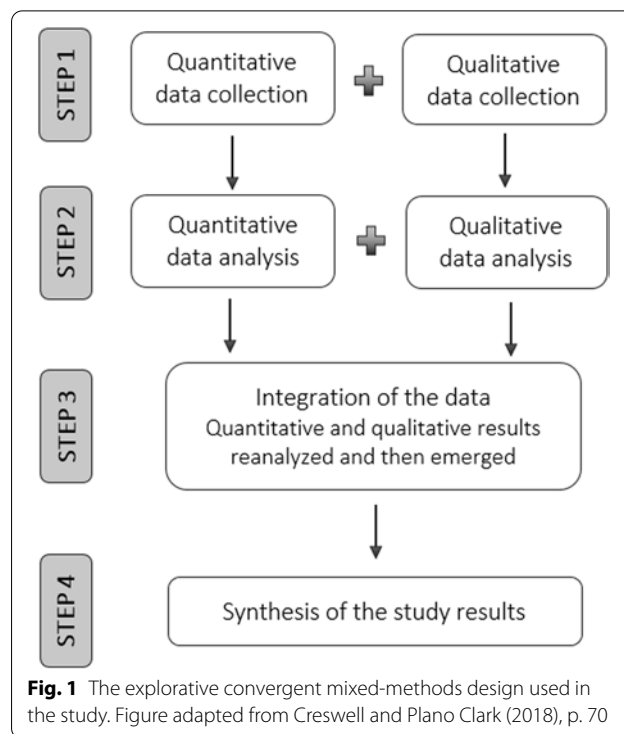 STEP 1
Quantitative
data collection
Qualitative
data collection
STEP 2
Quantitative
data analysis
Qualitative
data analysis
STEP 3
Integration of the data
Quantitative and qualitative results
reanalyzed and then emerged
STEP 4
Synthesis of the study results
Fig. 1 The explorative convergent mixed-methods design used in
the study. Figure adapted from Creswell and Plano Clark (2018), p. 70